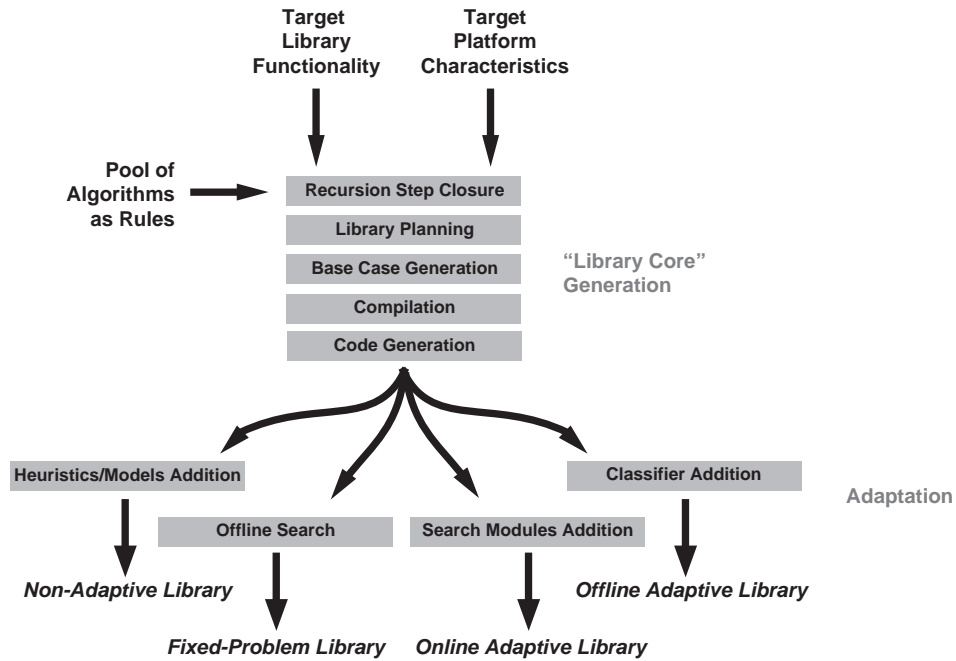 Target
Library
Functionality
Target
Platform
Characteristics
Pool of
Algorithms
as Rules
Recursion Step Closure
Library Planning
Base Case Generation
Compilation
Code Generation
“Library Core”
Generation
Heuristics/Models Addition
Classifier Addition
Adaptation
Offline Search
Search Modules Addition
Non-Adaptive Library
Offline Adaptive Library
Fixed-Problem Library
Online Adaptive Library